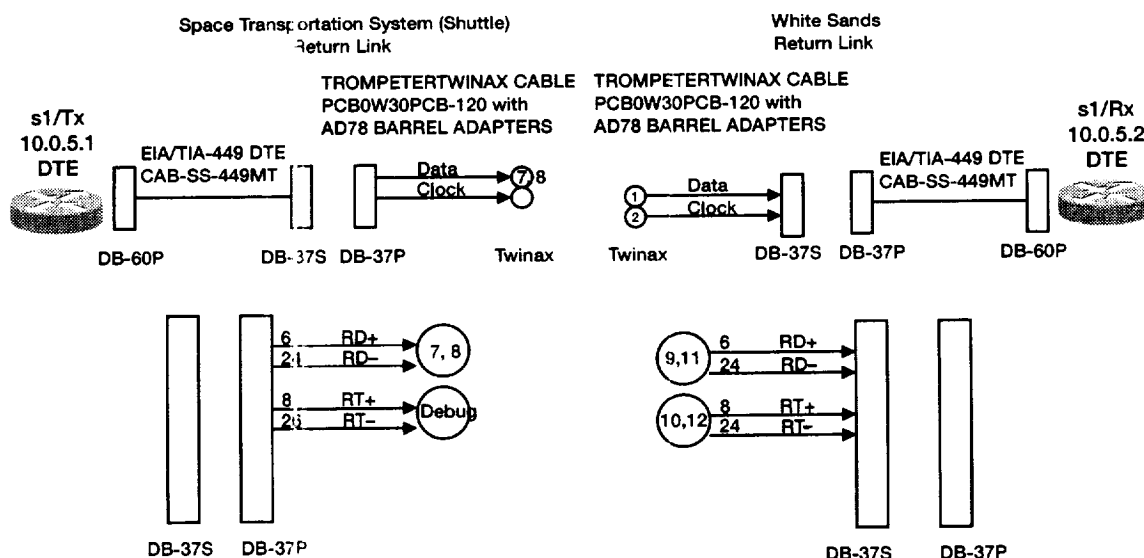 Space Transportation System (Shuttle)
Return Link
White Sands
Return Link
TROMPETERTWINAX CABLE
PCB0W30PCB-120 with
AD78 BARREL ADAPTERS
TROMPETERTWINAX CABLE
PCB0W30PCB-120 with
AD78 BARREL ADAPTERS
s1/Tx
10.0.5.1
DTE
EIA/TIA-449 DTE
CAB-SS-449MT
Data
Clock
7, 8
1
2
Data
Clock
EIA/TIA-449 DTE
CAB-SS-449MT
s1/Rx
10.0.5.2
DTE
DB-60P
DB-37S
DB-37P
Twinax
Twinax
DB-37S
DB-37P
DB-60P
6 RD+
24 RD–
7, 8
8 RT+
26 RT–
Debug
9,11
6 RD+
24 RD–
10,12
8 RT+
24 RT–
DB-37S
DB-37P
DB-37S
DB-37P